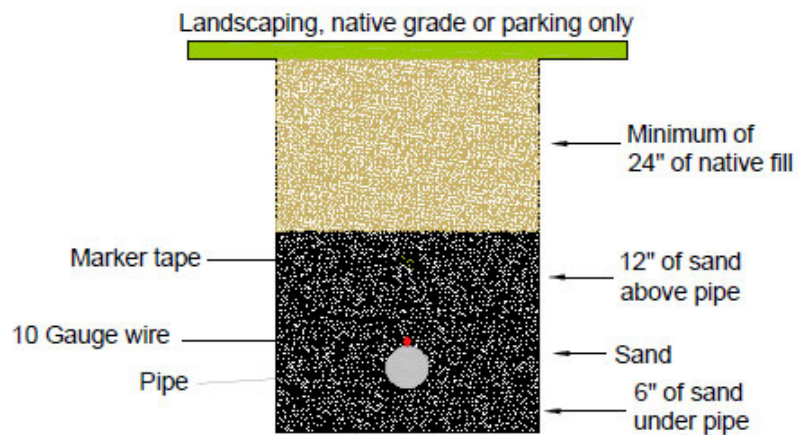 Landscaping, native grade or parking only
Minimum of
24" of native fill
Marker tape
12" of sand
above pipe
10 Gauge wire
Sand
Pipe
6" of sand
under pipe